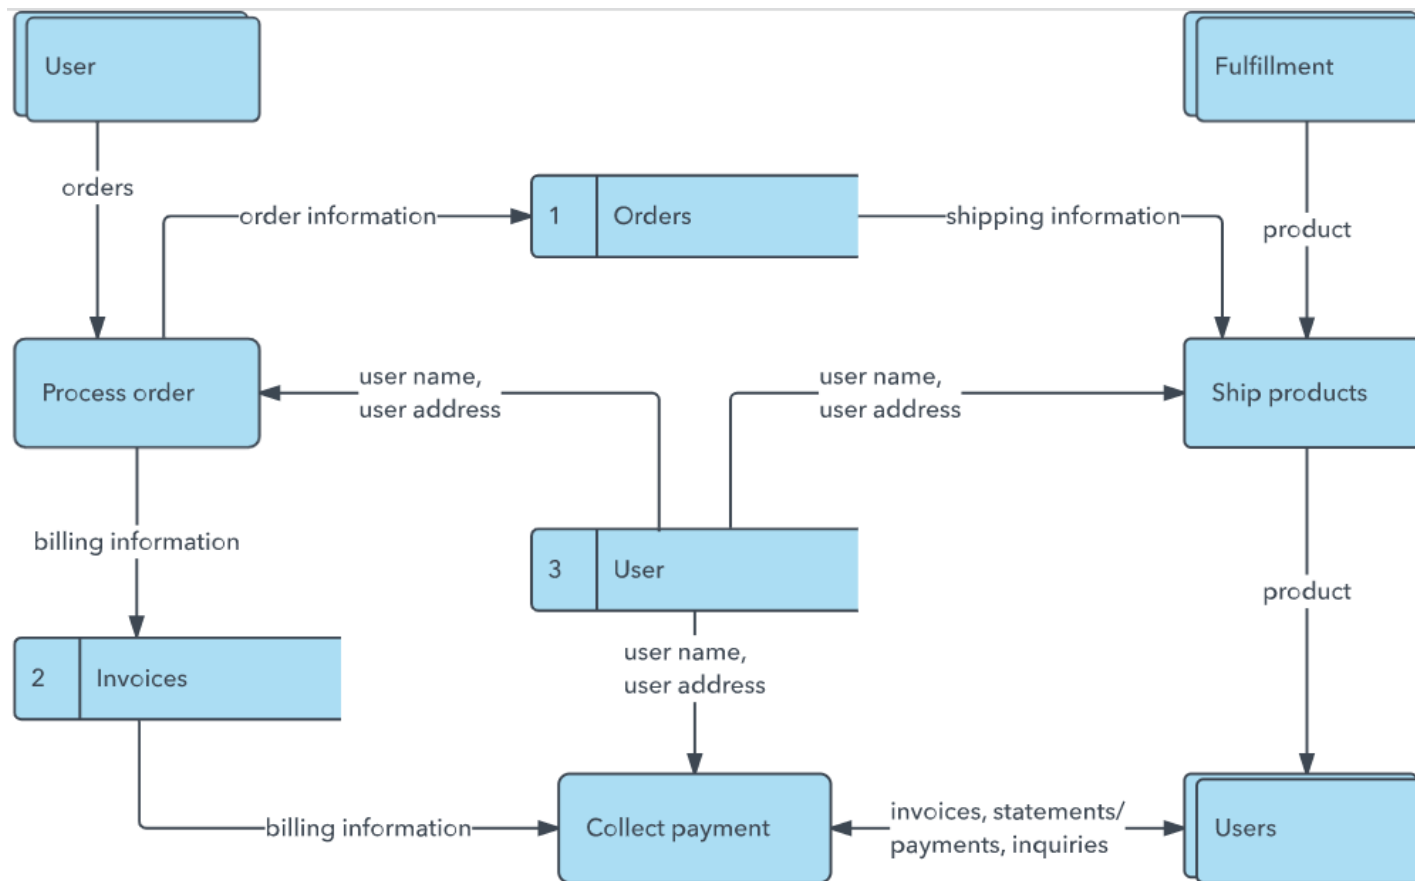 User
Fulfillment
orders
order information
1
Orders
shipping information
product
Process order
user name,
user address
user name,
user address
Ship products
billing information
3
User
product
user name,
user address
2
Invoices
billing information
Collect payment
invoices, statements/
payments, inquiries
Users